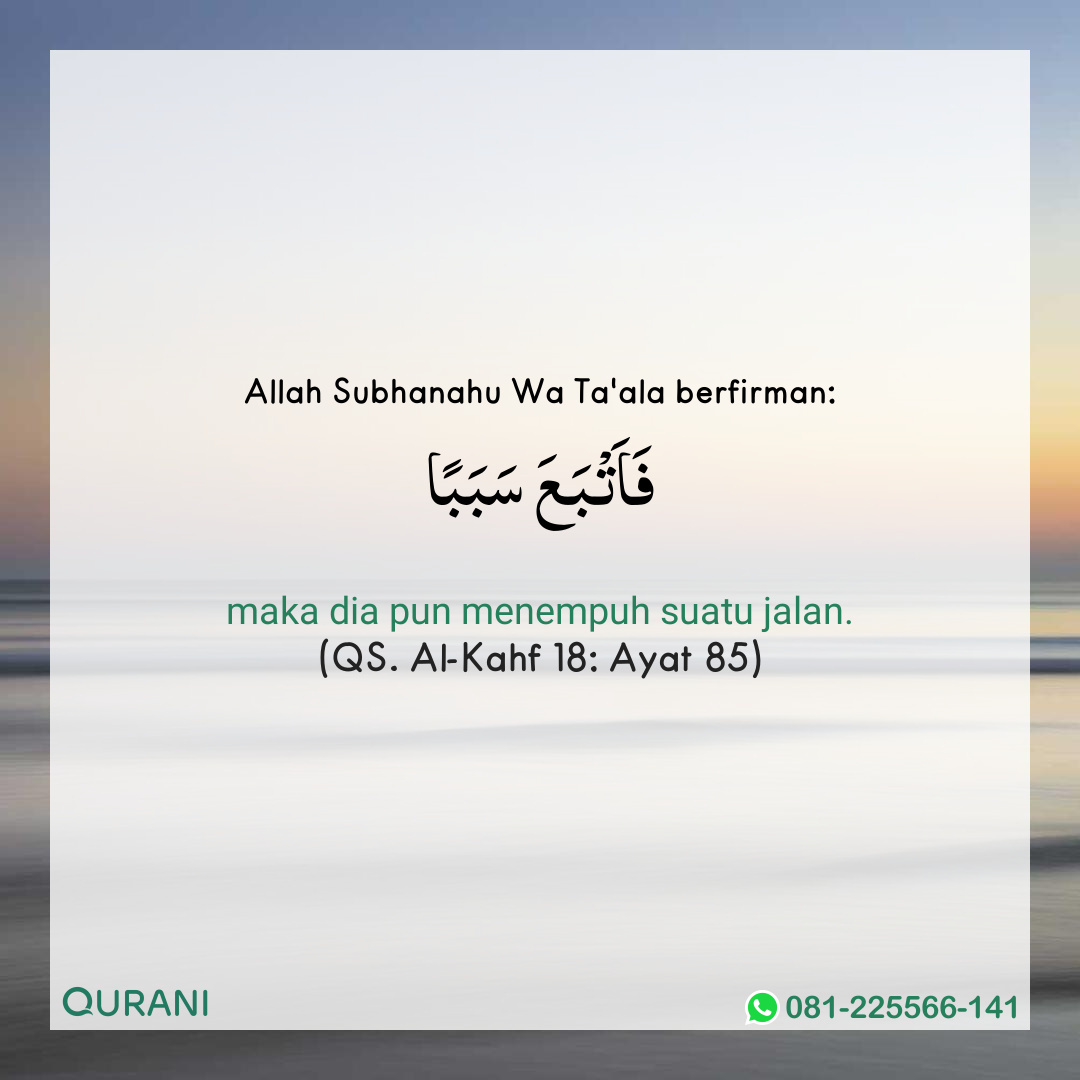 Allah Subhanahu Wa Ta'ala berfirman:
فَاَتْبَعَ سَبَبًا
maka dia pun menempuh suatu jalan.
(QS. Al-Kahf 18: Ayat 85)
QURANI
081-225566-141